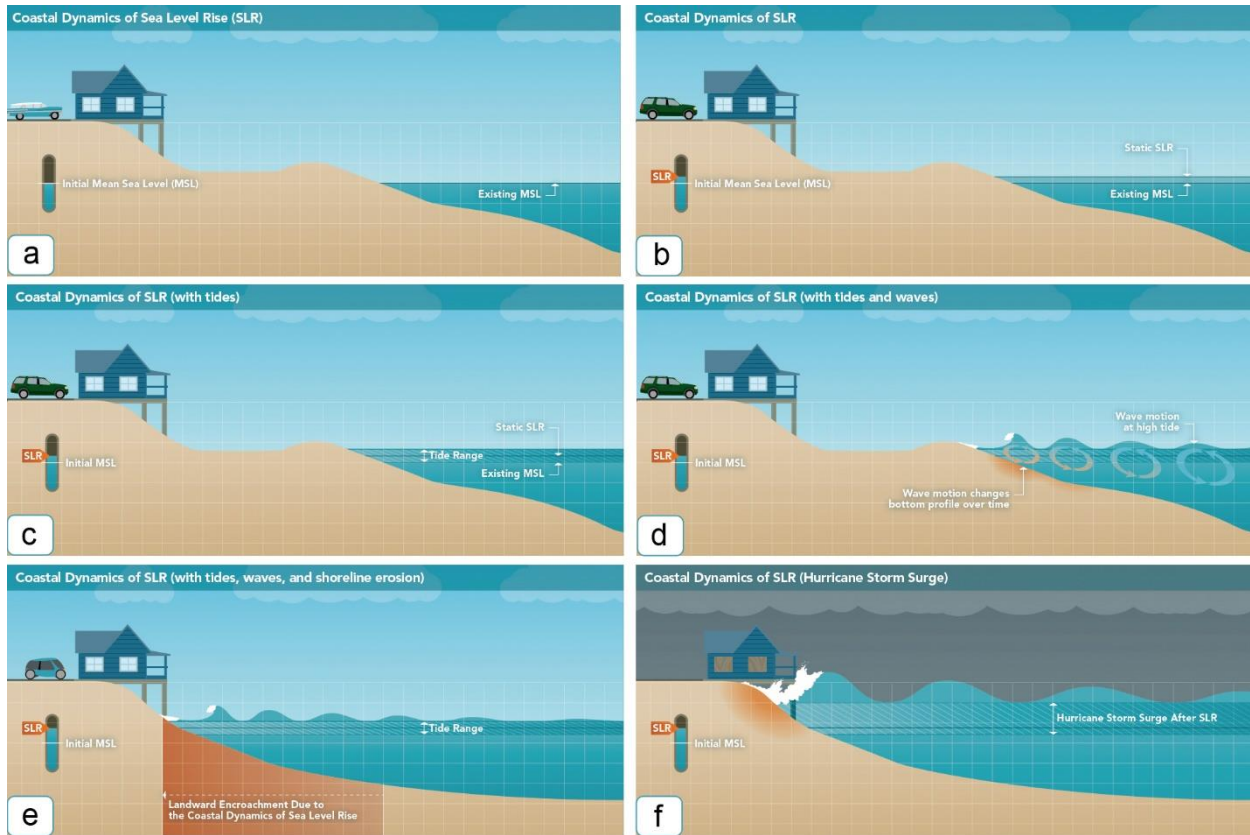 Coastal Dynamics of Sea Level Rise (SLR)
Initial Mean Sea Level (MSL)
Existing MSL
a
Coastal Dynamics of SLR
Static SLR
SLR
Initial Mean Sea Level (MSL)
Existing MSL
b
Coastal Dynamics of SLR (with tides)
Static SLR
SLR
Tide Range
Initial MSL
Existing MSL
c
Coastal Dynamics of SLR (with tides and waves)
Wave motion
at high tide
SLR
Initial MSL
Wave motion changes
bottom profile over time
d
Coastal Dynamics of SLR (with tides, waves, and shoreline erosion)
SLR
Tide Range
Initial MSL
Landward Encroachment Due to
the Coastal Dynamics of Sea Level Rise
e
Coastal Dynamics of SLR (Hurricane Storm Surge)
Hurricane Storm Surge After SLR
SLR
Initial MSL
f